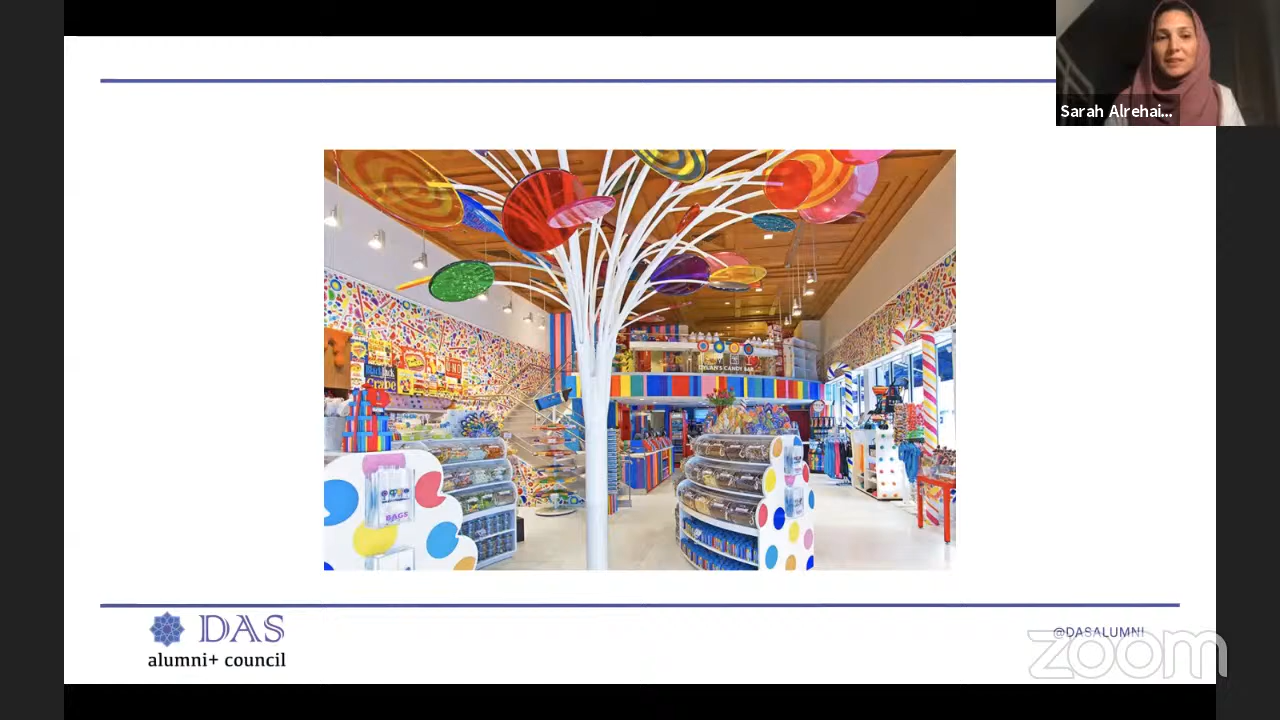 Sarah Alrehai...
DYLAN'S CANDY BAR
BAGS
DAS
alumni+ council
@DASALUMNI
zoom